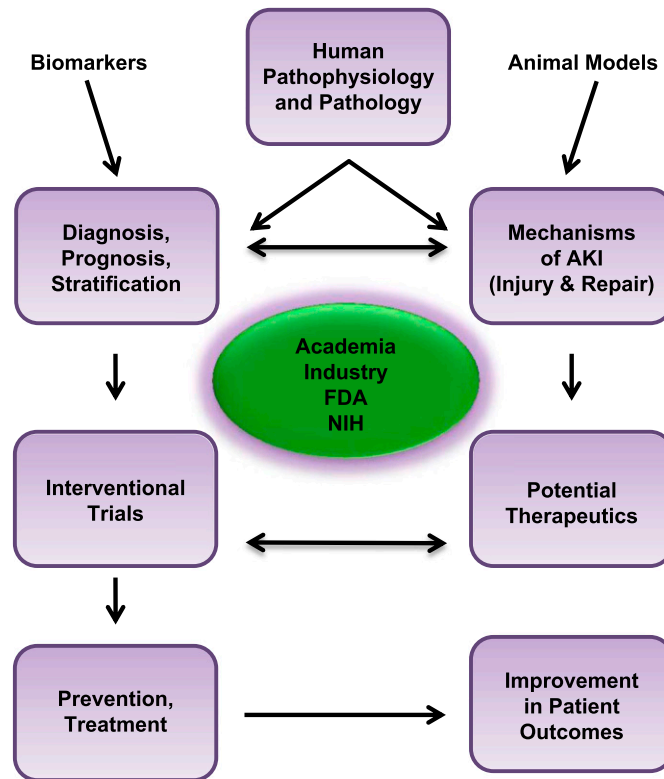 Biomarkers
Human
Pathophysiology
and Pathology
Animal Models
Diagnosis,
Prognosis,
Stratification
Mechanisms
of AKI
(Injury & Repair)
Academia
Industry
FDA
NIH
Interventional
Trials
Potential
Therapeutics
Prevention,
Treatment
Improvement
in Patient
Outcomes